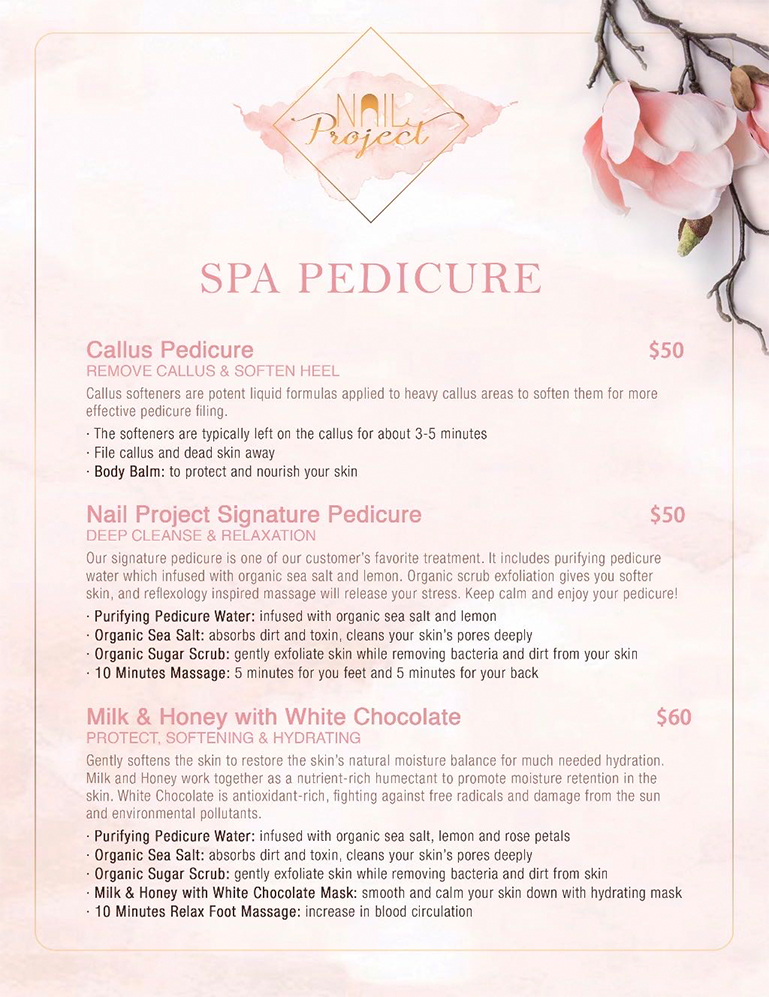 NAIL
Project
SPA PEDICURE
Callus Pedicure $50
REMOVE CALLUS & SOFTEN HEEL
Callus softeners are potent liquid formulas applied to heavy callus areas to soften them for more
effective pedicure filing.
· The softeners are typically left on the callus for about 3-5 minutes
· File callus and dead skin away
· Body Balm: to protect and nourish your skin
Nail Project Signature Pedicure $50
DEEP CLEANSE & RELAXATION
Our signature pedicure is one of our customer's favorite treatment. It includes purifying pedicure
water which infused with organic sea salt and lemon. Organic scrub exfoliation gives you softer
skin, and reflexology inspired massage will release your stress. Keep calm and enjoy your pedicure!
· Purifying Pedicure Water: infused with organic sea salt and lemon
· Organic Sea Salt: absorbs dirt and toxin, cleans your skin's pores deeply
· Organic Sugar Scrub: gently exfoliate skin while removing bacteria and dirt from your skin
· 10 Minutes Massage: 5 minutes for you feet and 5 minutes for your back
Milk & Honey with White Chocolate $60
PROTECT, SOFTENING & HYDRATING
Gently softens the skin to restore the skin's natural moisture balance for much needed hydration.
Milk and Honey work together as a nutrient-rich humectant to promote moisture retention in the
skin. White Chocolate is antioxidant-rich, fighting against free radicals and damage from the sun
and environmental pollutants.
· Purifying Pedicure Water: infused with organic sea salt, lemon and rose petals
· Organic Sea Salt: absorbs dirt and toxin, cleans your skin's pores deeply
· Organic Sugar Scrub: gently exfoliate skin while removing bacteria and dirt from skin
· Milk & Honey with White Chocolate Mask: smooth and calm your skin down with hydrating mask
· 10 Minutes Relax Foot Massage: increase in blood circulation